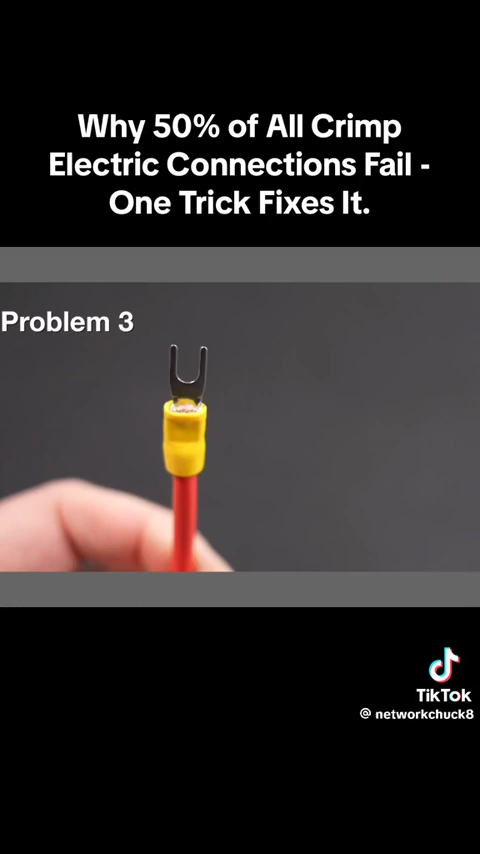 Why 50% of All Crimp
Electric Connections Fail -
One Trick Fixes It.
Problem 3
TikTok
@ networkchuck8